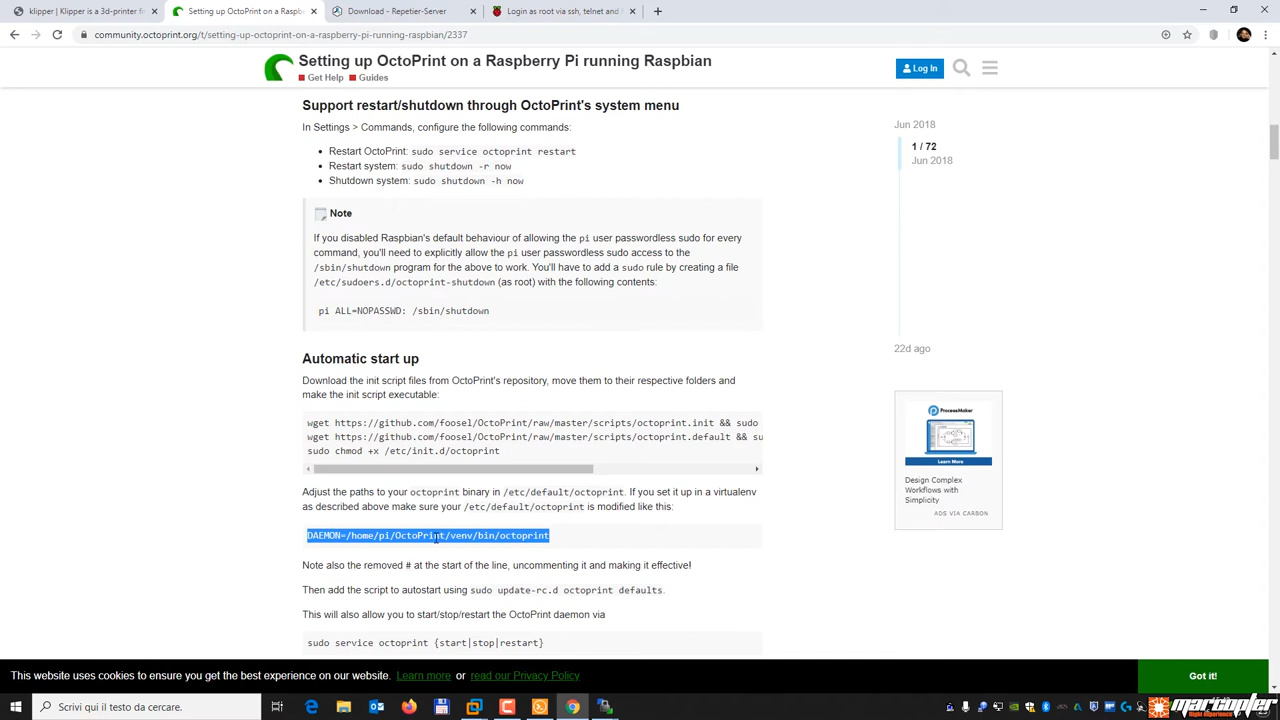 klipper | Klipper is a 3d-printer fi
Setting up OctoPrint on a Raspbe
Download - Repetier-Server
Login as root via ssh, telnet and F
community.octoprint.org/t/setting-up-octoprint-on-a-raspberry-pi-running-raspbian/2337
Setting up OctoPrint on a Raspberry Pi running Raspbian
Get Help Guides
Log In
Support restart/shutdown through OctoPrint's system menu
In Settings > Commands, configure the following commands:
Restart OctoPrint: sudo service octoprint restart
Restart system: sudo shutdown -r now
Shutdown system: sudo shutdown -h now
Note
If you disabled Raspbian's default behaviour of allowing the pi user passwordless sudo for every
command, you'll need to explicitly allow the pi user passwordless sudo access to the
/sbin/shutdown program for the above to work. You'll have to add a sudo rule by creating a file
/etc/sudoers.d/octoprint-shutdown (as root) with the following contents:
pi ALL=NOPASSWD: /sbin/shutdown
Automatic start up
Download the init script files from OctoPrint's repository, move them to their respective folders and
make the init script executable:
wget https://github.com/foosel/OctoPrint/raw/master/scripts/octoprint.init && sudo
wget https://github.com/foosel/OctoPrint/raw/master/scripts/octoprint.default && su
sudo chmod +x /etc/init.d/octoprint
Adjust the paths to your octoprint binary in /etc/default/octoprint. If you set it up in a virtualenv
as described above make sure your /etc/default/octoprint is modified like this:
DAEMON=/home/pi/OctoPrint/venv/bin/octoprint
Note also the removed # at the start of the line, uncommenting it and making it effective!
Then add the script to autostart using sudo update-rc.d octoprint defaults.
This will also allow you to start/stop/restart the OctoPrint daemon via
sudo service octoprint {start|stop|restart}
Jun 2018
1 / 72
Jun 2018
22d ago
ProcessMaker
Learn More
Design Complex
Workflows with
Simplicity
ADS VIA CARBON
This website uses cookies to ensure you get the best experience on our website. Learn more or read our Privacy Policy
Got it!
Scrivi qui il testo da cercare.
marcopter